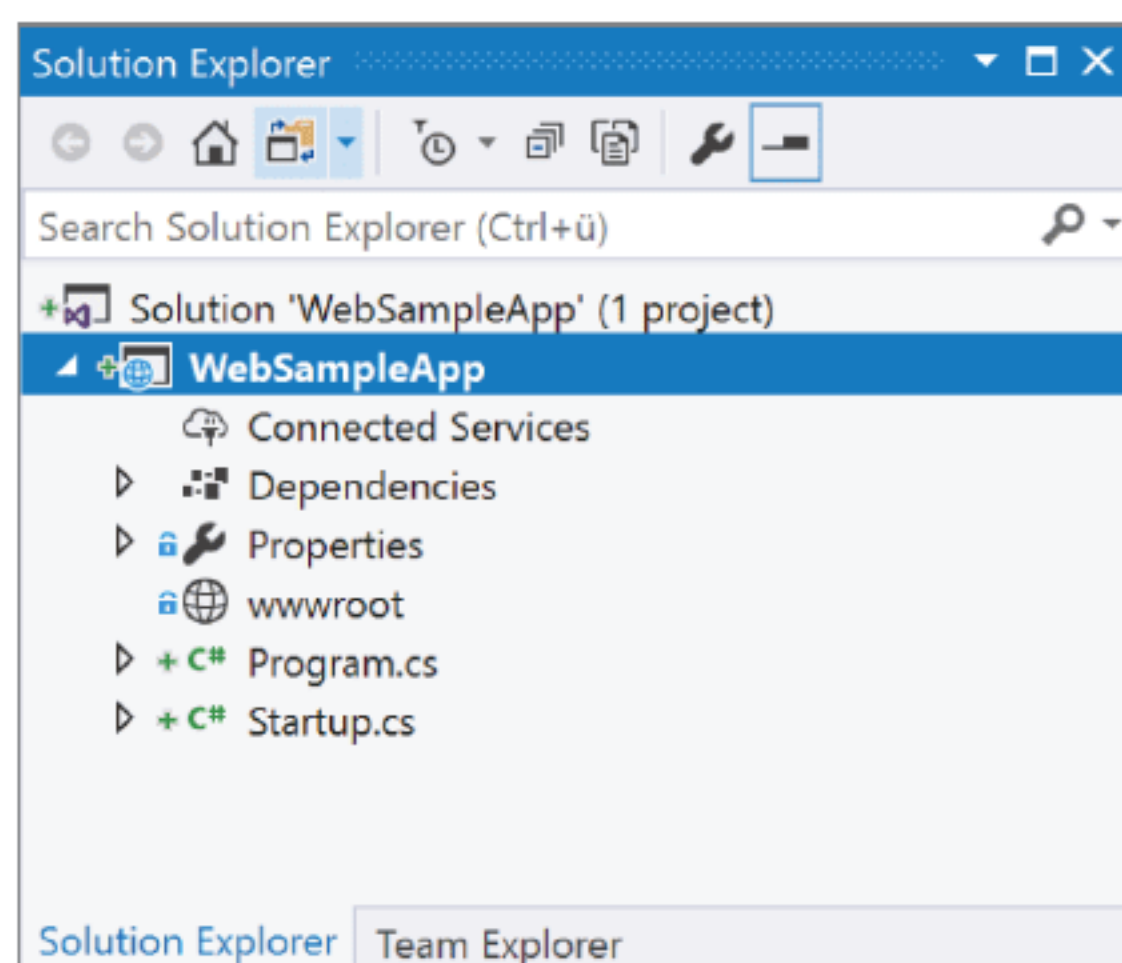 Solution Explorer
Search Solution Explorer (Ctrl+ü)
Solution 'WebSampleApp' (1 project)
WebSampleApp
Connected Services
Dependencies
Properties
wwwroot
C# Program.cs
C# Startup.cs
Solution Explorer Team Explorer